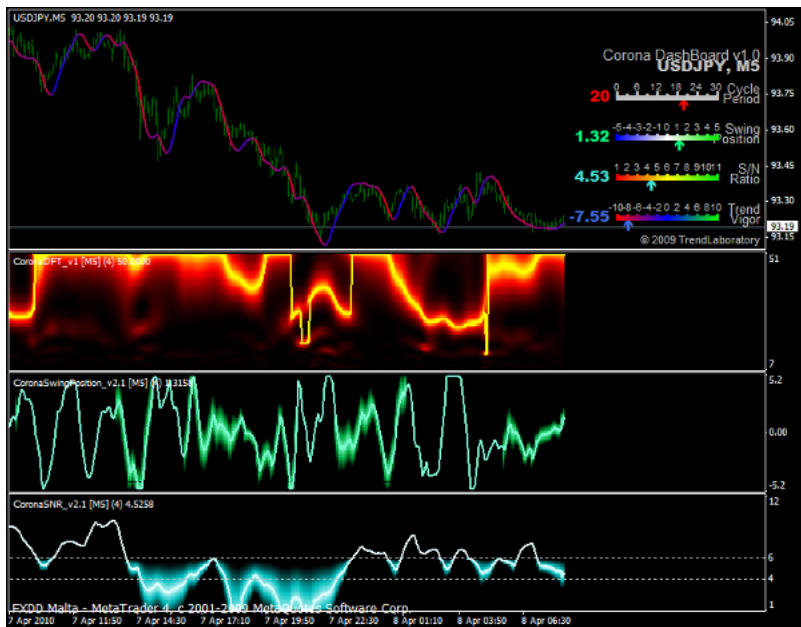 USDJPY,M5 93.20 93.20 93.19 93.19
94.05
93.90
93.75
93.60
93.45
93.30
93.19
93.15
Corona DashBoard v1.0
USDJPY, M5
20 0 6 12 18 24 30 Cycle Period
1.32 -5-4-3-2-1 0 1 2 3 4 5 Swing Position
4.53 1 2 3 4 5 6 7 8 91011 S/N Ratio
-7.55 -10-8-6-4-20 2 4 6 810 Trend Vigor
© 2009 TrendLaboratory
CoronaDFT_v1 [M5] (4) 50.0000
51
7
CoronaSwingPosition_v2.1 [M5] (4) 1.3158
5.2
0.00
-5.2
CoronaSNR_v2.1 [M5] (4) 4.5258
12
6
4
1
FXDD Malta - MetaTrader 4, c 2001-2009 MetaQuotes Software Corp.
7 Apr 2010 7 Apr 11:50 7 Apr 14:30 7 Apr 17:10 7 Apr 19:50 7 Apr 22:30 8 Apr 01:10 8 Apr 03:50 8 Apr 06:30